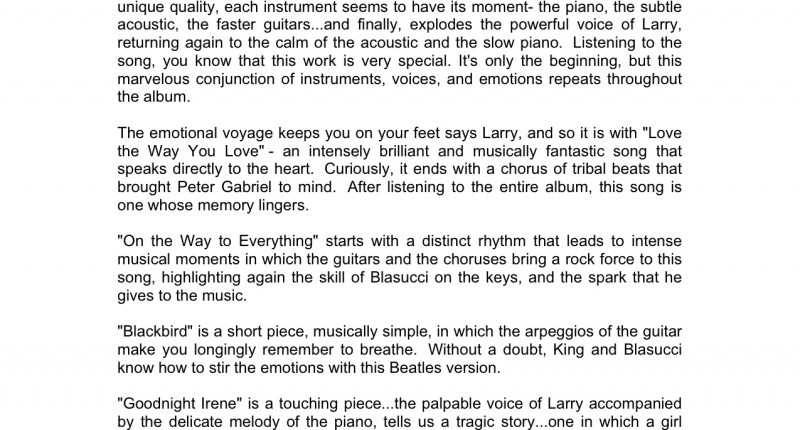 unique quality, each instrument seems to have its moment- the piano, the subtle
acoustic, the faster guitars...and finally, explodes the powerful voice of Larry,
returning again to the calm of the acoustic and the slow piano.  Listening to the
song, you know that this work is very special. It's only the beginning, but this
marvelous conjunction of instruments, voices, and emotions repeats throughout
the album.

The emotional voyage keeps you on your feet says Larry, and so it is with "Love
the Way You Love" - an intensely brilliant and musically fantastic song that
speaks directly to the heart.  Curiously, it ends with a chorus of tribal beats that
brought Peter Gabriel to mind.  After listening to the entire album, this song is
one whose memory lingers.

"On the Way to Everything" starts with a distinct rhythm that leads to intense
musical moments in which the guitars and the choruses bring a rock force to this
song, highlighting again the skill of Blasucci on the keys, and the spark that he
gives to the music.

"Blackbird" is a short piece, musically simple, in which the arpeggios of the guitar
make you longingly remember to breathe.  Without a doubt, King and Blasucci
know how to stir the emotions with this Beatles version.

"Goodnight Irene" is a touching piece...the palpable voice of Larry accompanied
by the delicate melody of the piano, tells us a tragic story...one in which a girl